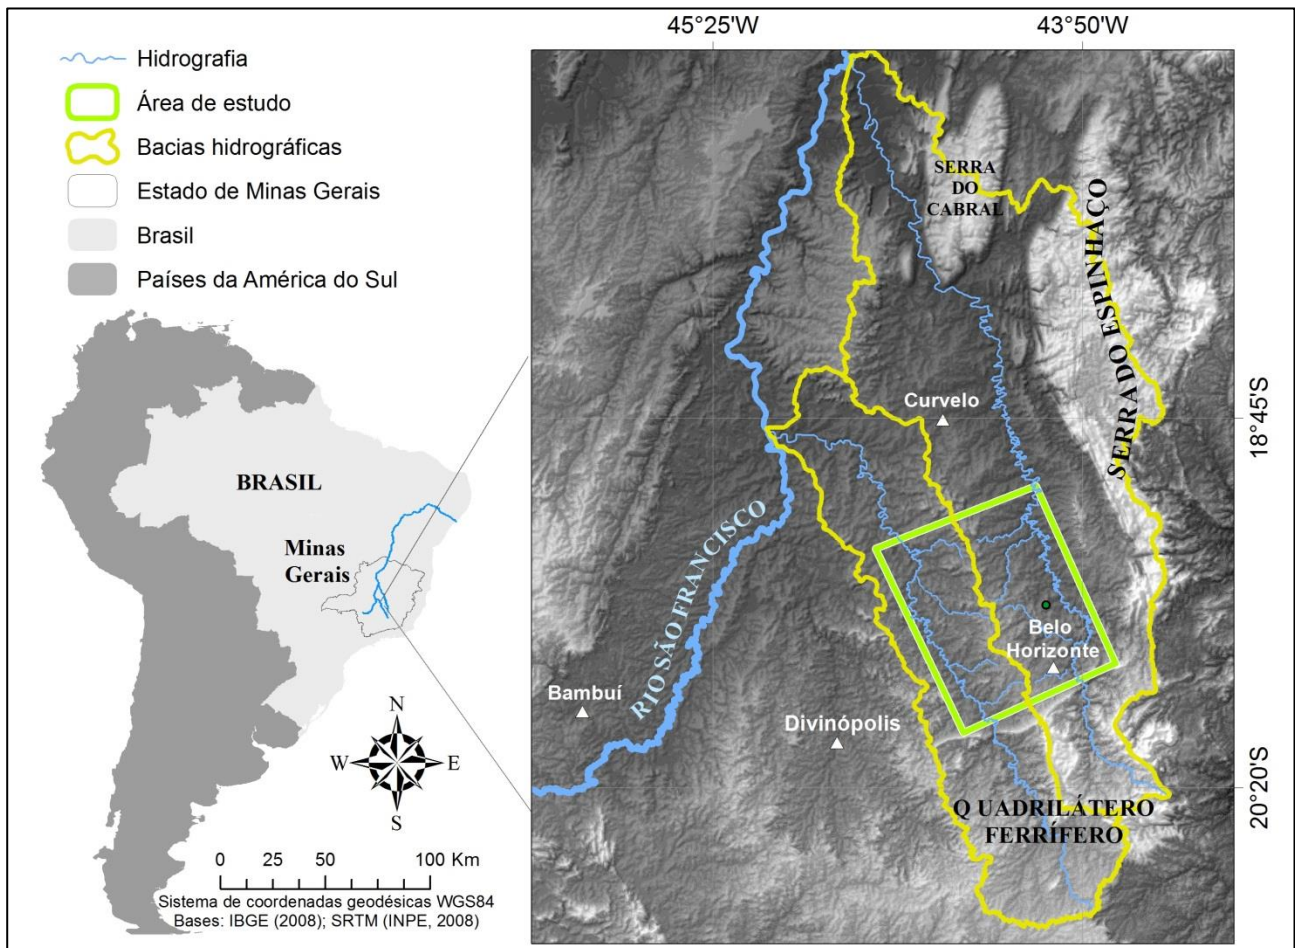 Hidrografia
Área de estudo
Bacias hidrográficas
Estado de Minas Gerais
Brasil
Países da América do Sul
BRASIL
Minas
Gerais
N
W
E
S
0 25 50 100 Km
Sistema de coordenadas geodésicas WGS84
Bases: IBGE (2008); SRTM (INPE, 2008)
45°25'W
43°50'W
SERRA
DO
CABRAL
SERRA DO ESPINHAÇO
Curvelo
18°45'S
RIO SÃO FRANCISCO
Belo
Horizonte
Bambuí
Divinópolis
20°20'S
Q UADRILÁTERO
FERRÍFERO